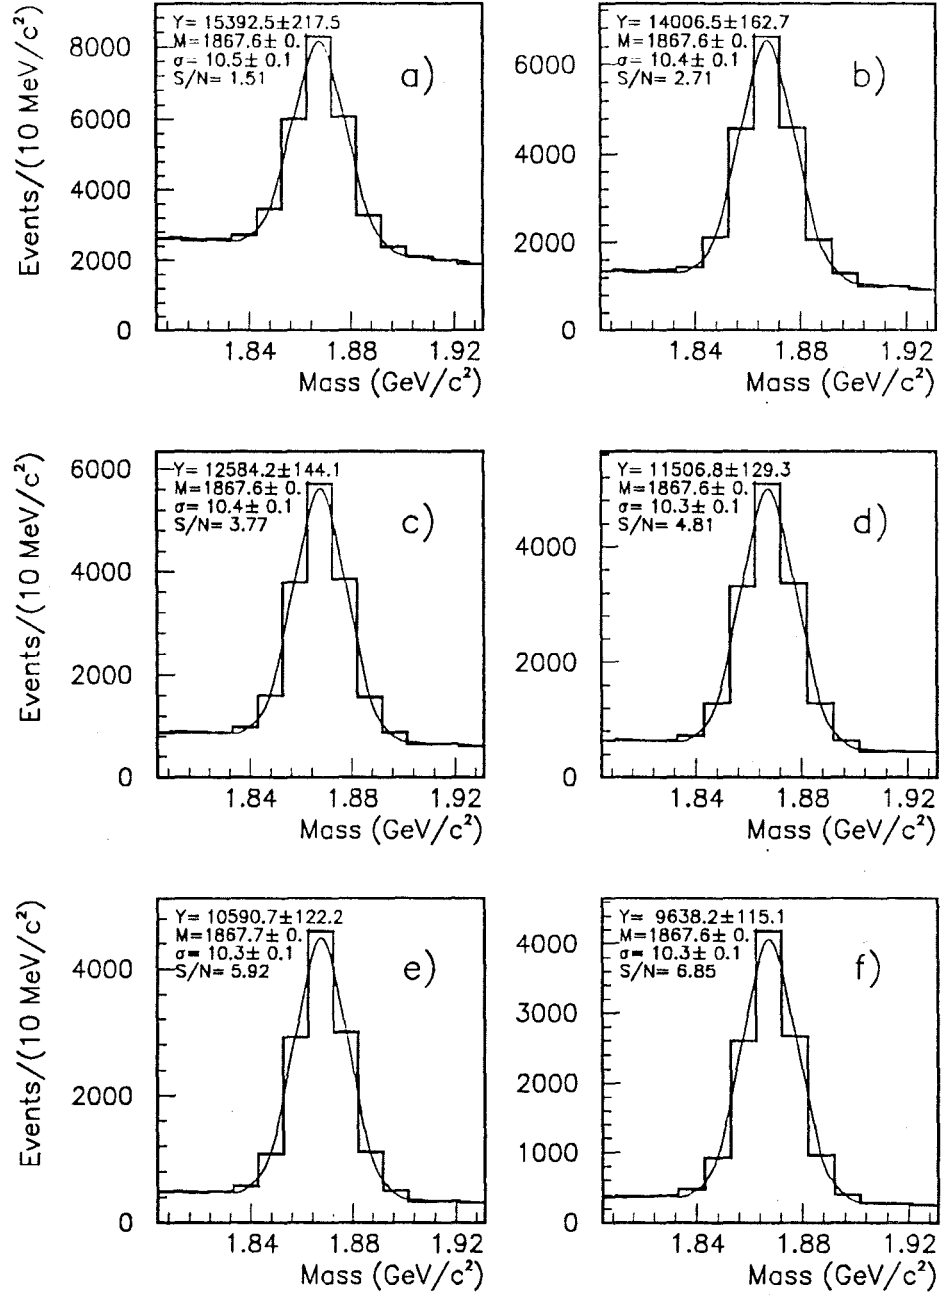 Y= 15392.5±217.5
M=1867.6± 0.
σ= 10.5± 0.1
S/N= 1.51
a)
Events/(10 MeV/c²)
8000
6000
4000
2000
0
1.84 1.88 1.92
Mass (GeV/c²)
Y= 14006.5±162.7
M=1867.6± 0.
σ= 10.4± 0.1
S/N= 2.71
b)
6000
4000
2000
0
1.84 1.88 1.92
Mass (GeV/c²)
Y= 12584.2±144.1
M=1867.6± 0.
σ= 10.4± 0.1
S/N= 3.77
c)
Events/(10 MeV/c²)
6000
4000
2000
0
1.84 1.88 1.92
Mass (GeV/c²)
Y= 11506.8±129.3
M=1867.6± 0.
σ= 10.3± 0.1
S/N= 4.81
d)
4000
2000
0
1.84 1.88 1.92
Mass (GeV/c²)
Y= 10590.7±122.2
M=1867.7± 0.
σ= 10.3± 0.1
S/N= 5.92
e)
Events/(10 MeV/c²)
4000
2000
0
1.84 1.88 1.92
Mass (GeV/c²)
Y= 9638.2±115.1
M=1867.6± 0.
σ= 10.3± 0.1
S/N= 6.85
f)
4000
3000
2000
1000
0
1.84 1.88 1.92
Mass (GeV/c²)